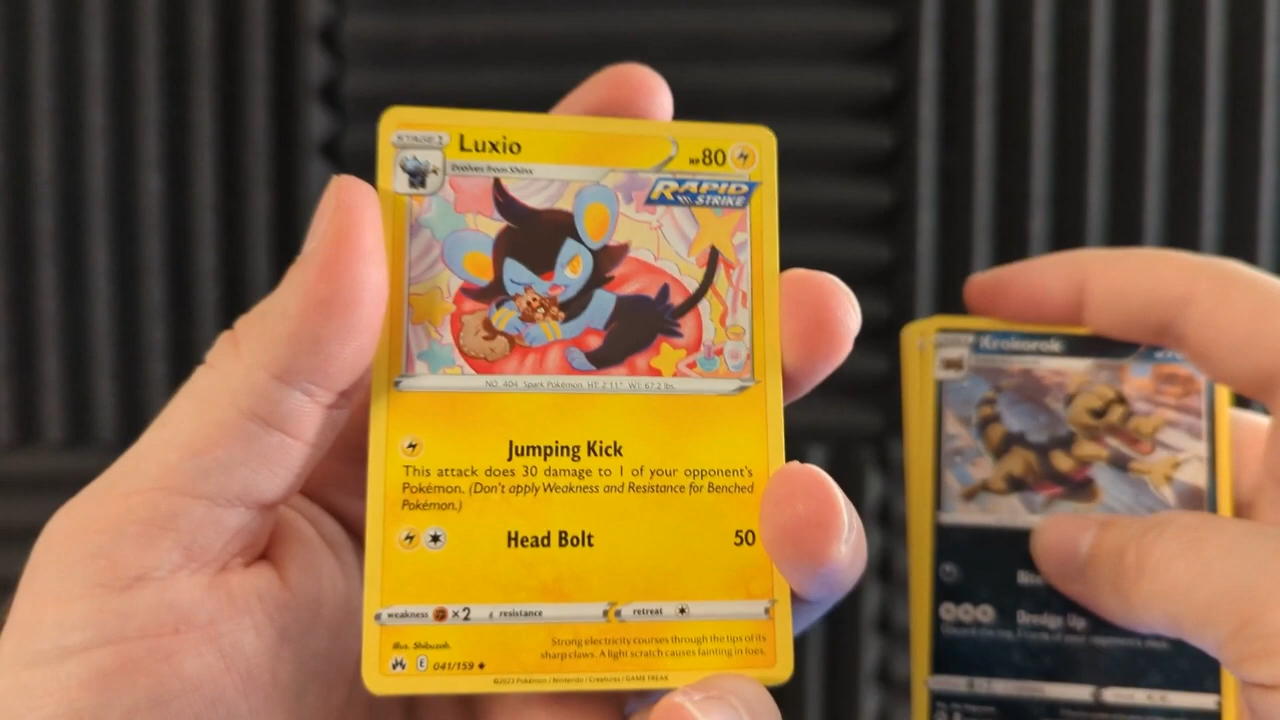 STAGE 1
Luxio
HP 80
Evolves from Shinx
RAPID
STRIKE
NO. 404 Spark Pokémon. HT: 2'11" WT: 67.2 lbs.
Jumping Kick
This attack does 30 damage to 1 of your opponent's
Pokémon. (Don't apply Weakness and Resistance for Benched
Pokémon.)
Head Bolt 50
weakness ×2 resistance retreat
Illus. Shibuzoh.
Strong electricity courses through the tips of its
sharp claws. A light scratch causes fainting in foes.
E 041/159
©2023 Pokémon / Nintendo / Creatures / GAME FREAK
Krokorok
Dredge Up